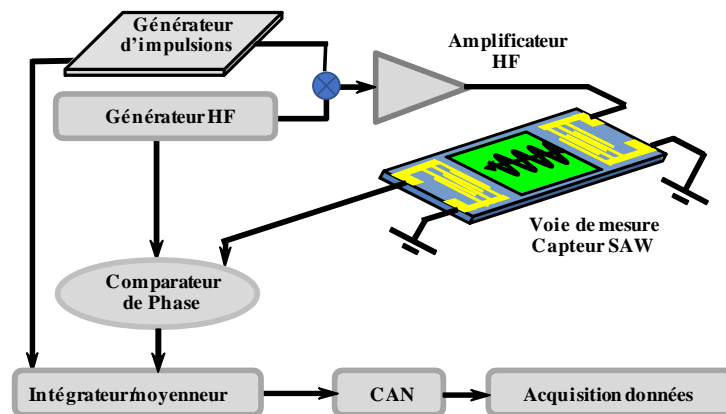 Générateur
d'impulsions
Amplificateur
HF
Générateur HF
Voie de mesure
Capteur SAW
Comparateur
de Phase
Intégrateur/moyenneur
CAN
Acquisition données